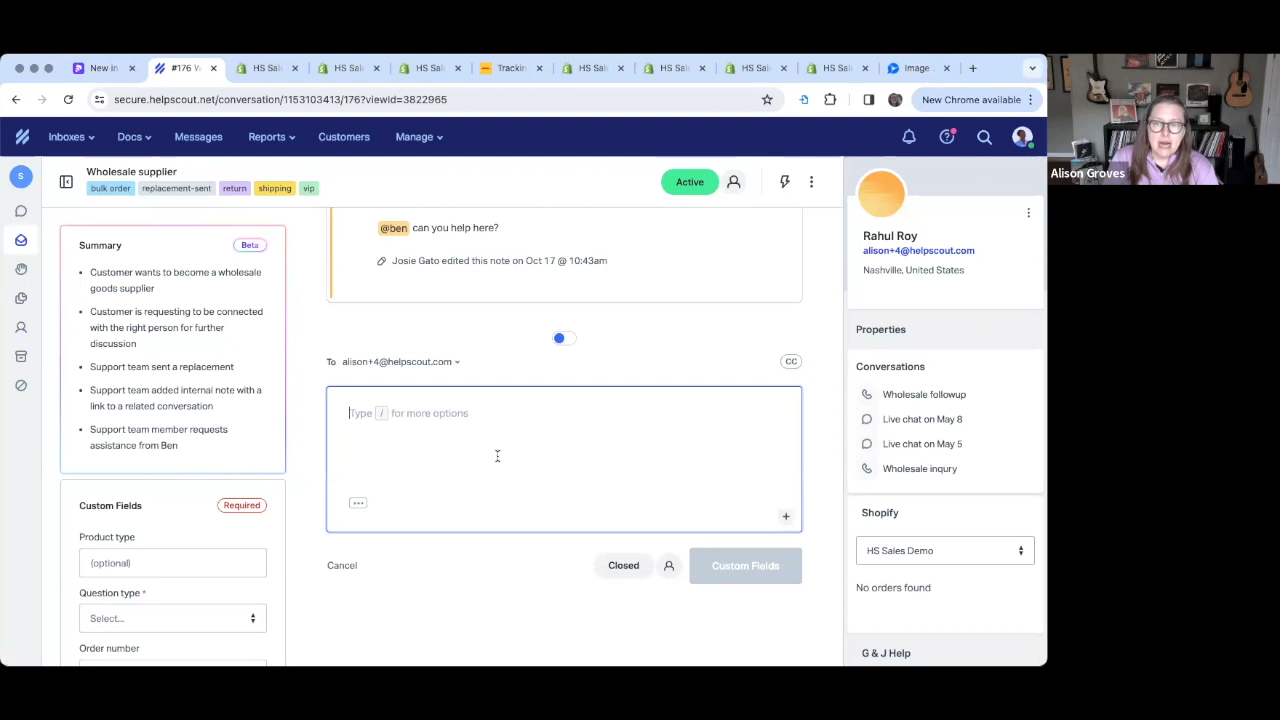 New in
#176 W
HS Sal
HS Sal
HS Sal
Trackin
HS Sal
HS Sal
HS Sal
HS Sal
Image
secure.helpscout.net/conversation/1153103413/176?viewId=3822965
New Chrome available
Inboxes
Docs
Messages
Reports
Customers
Manage
S
Wholesale supplier
bulk order
replacement-sent
return
shipping
vip
Active
Alison Groves
Summary
Beta
Customer wants to become a wholesale
goods supplier
Customer is requesting to be connected
with the right person for further
discussion
Support team sent a replacement
Support team added internal note with a
link to a related conversation
Support team member requests
assistance from Ben
Custom Fields
Required
Product type
(optional)
Question type *
Select...
Order number
@ben can you help here?
Josie Gato edited this note on Oct 17 @ 10:43am
To alison+4@helpscout.com
CC
Type / for more options
Cancel
Closed
Custom Fields
Rahul Roy
alison+4@helpscout.com
Nashville, United States
Properties
Conversations
Wholesale followup
Live chat on May 8
Live chat on May 5
Wholesale inqury
Shopify
HS Sales Demo
No orders found
G & J Help